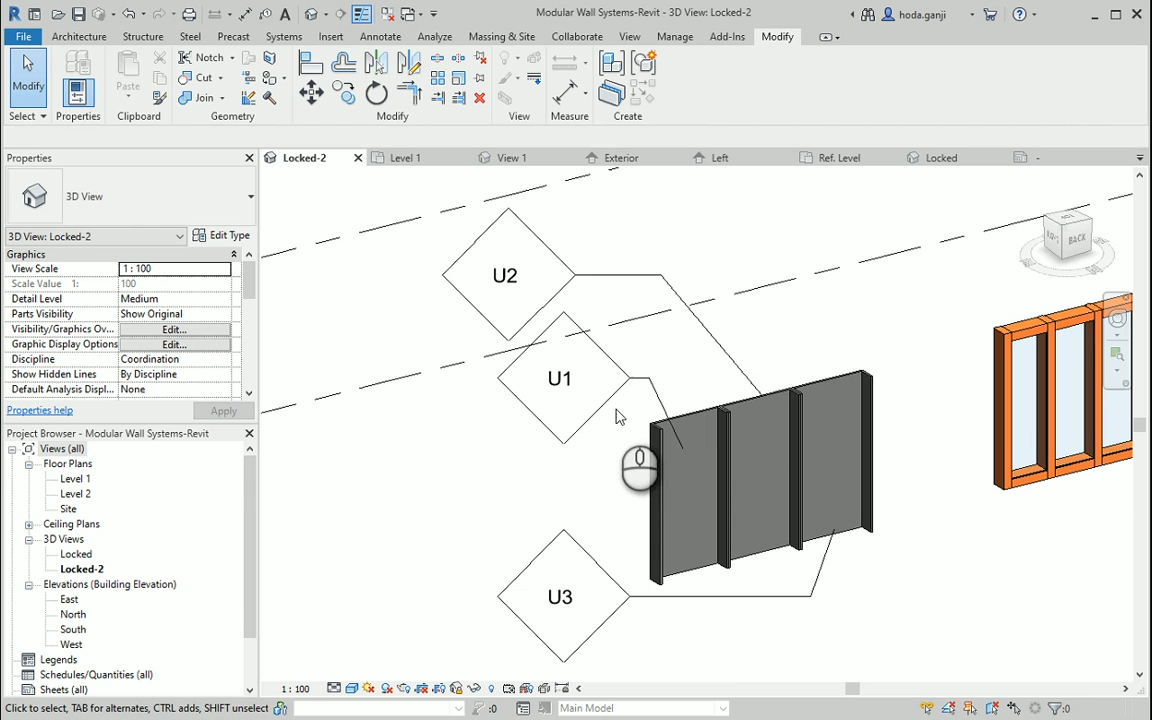 Modular Wall Systems-Revit - 3D View: Locked-2
hoda.ganji
File Architecture Structure Steel Precast Systems Insert Annotate Analyze Massing & Site Collaborate View Manage Add-Ins Modify
Modify
Select
Properties
Paste
Clipboard
Notch
Cut
Join
Geometry
Modify
View
Measure
Create
Properties
3D View
3D View: Locked-2
Edit Type
Graphics
View Scale 1 : 100
Scale Value 1: 100
Detail Level Medium
Parts Visibility Show Original
Visibility/Graphics Ov... Edit...
Graphic Display Options Edit...
Discipline Coordination
Show Hidden Lines By Discipline
Default Analysis Displ... None
Properties help
Apply
Project Browser - Modular Wall Systems-Revit
Views (all)
Floor Plans
Level 1
Level 2
Site
Ceiling Plans
3D Views
Locked
Locked-2
Elevations (Building Elevation)
East
North
South
West
Legends
Schedules/Quantities (all)
Sheets (all)
Locked-2 Level 1 View 1 Exterior Left Ref. Level Locked -
U2
U1
U3
BACK
1 : 100
Click to select, TAB for alternates, CTRL adds, SHIFT unselect
:0
Main Model
:0